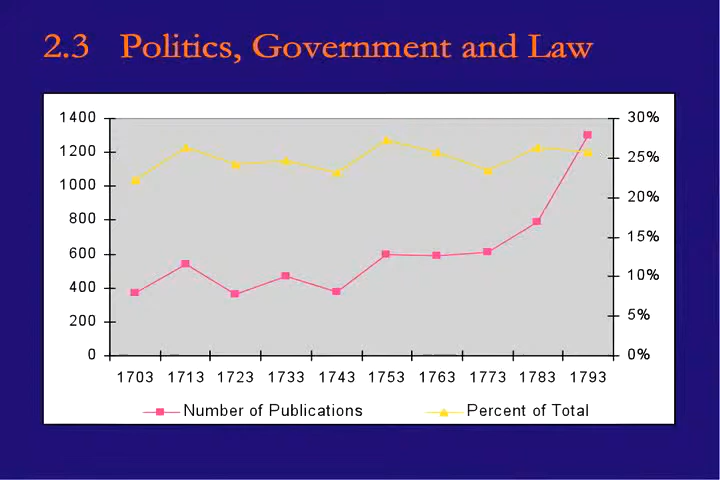 2.3 Politics, Government and Law
1400 30%
1200 25%
1000 20%
800 15%
600 10%
400 5%
200 0%
0
1703 1713 1723 1733 1743 1753 1763 1773 1783 1793
Number of Publications Percent of Total